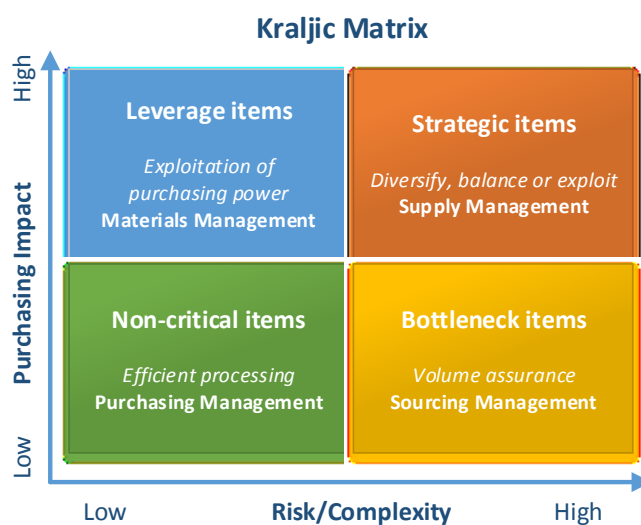 Kraljic Matrix
High
Leverage items
Exploitation of
purchasing power
Materials Management
Strategic items
Diversify, balance or exploit
Supply Management
Purchasing Impact
Non-critical items
Efficient processing
Purchasing Management
Bottleneck items
Volume assurance
Sourcing Management
Low
Low
Risk/Complexity
High